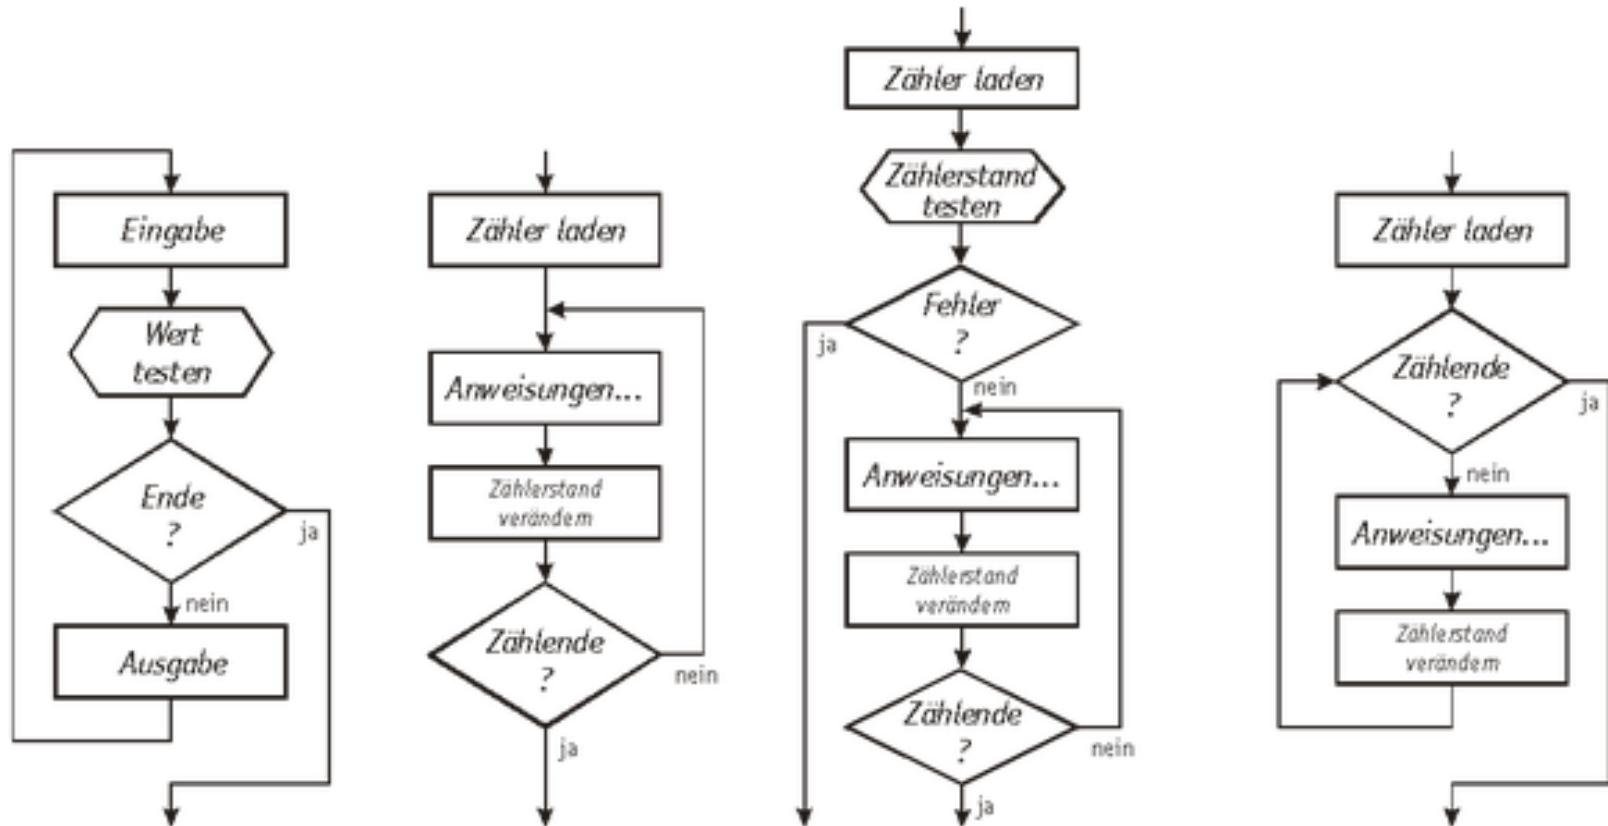 Eingabe
Wert
testen
Ende
?
ja
nein
Ausgabe
Zähler laden
Anweisungen...
Zählerstand
verändern
Zählende
?
nein
ja
Zähler laden
Zählerstand
testen
Fehler
?
ja
nein
Anweisungen...
Zählerstand
verändern
Zählende
?
nein
ja
Zähler laden
Zählende
?
ja
nein
Anweisungen...
Zählerstand
verändern